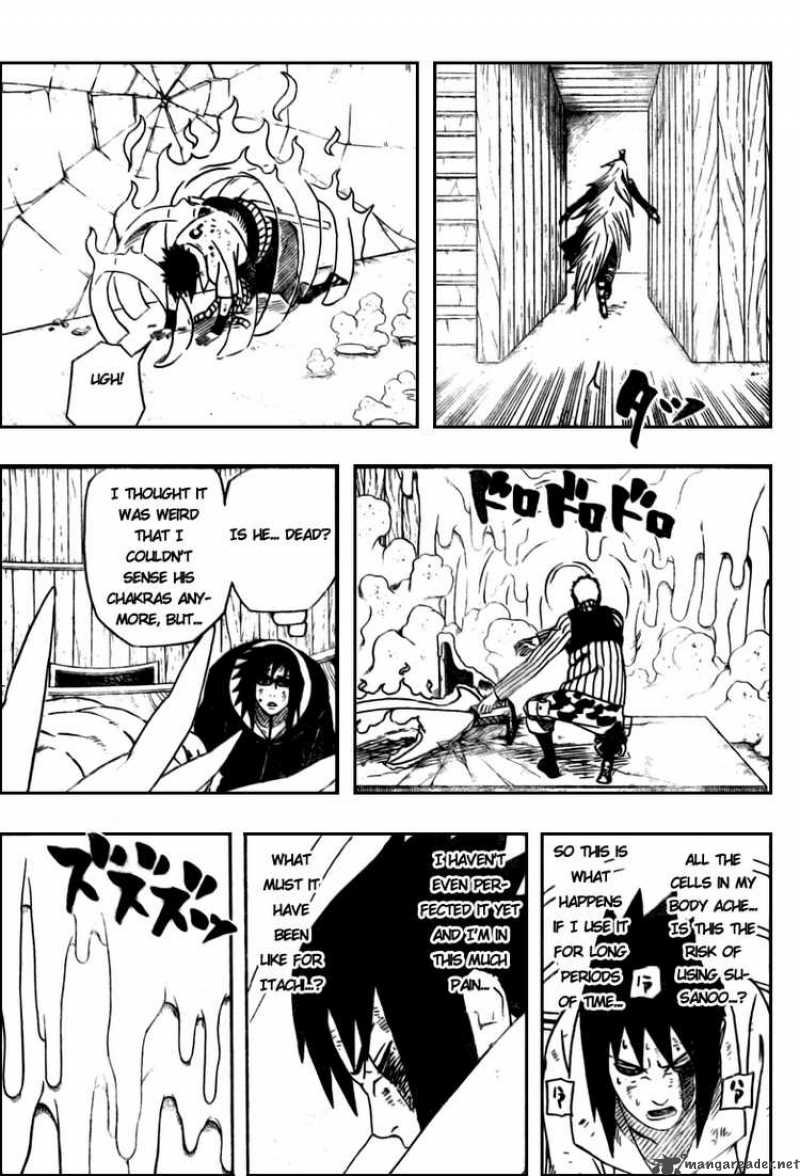 タッ
UGH!
ドロドロドロ
IS HE... DEAD?
I THOUGHT IT
WAS WEIRD
THAT I
COULDN'T
SENSE HIS
CHAKRAS ANY-
MORE, BUT...
ALL THE
CELLS IN MY
BODY ACHE...
IS THIS THE
RISK OF
USING SU-
SANOO...?
SO THIS IS
WHAT
HAPPENS
IF I USE IT
FOR LONG
PERIODS
OF TIME...
I HAVEN'T
EVEN PER-
FECTED IT YET
AND I'M IN
THIS MUCH
PAIN...
WHAT
MUST IT
HAVE
BEEN
LIKE FOR
ITACHI...?
ズズズ
mangareader.net